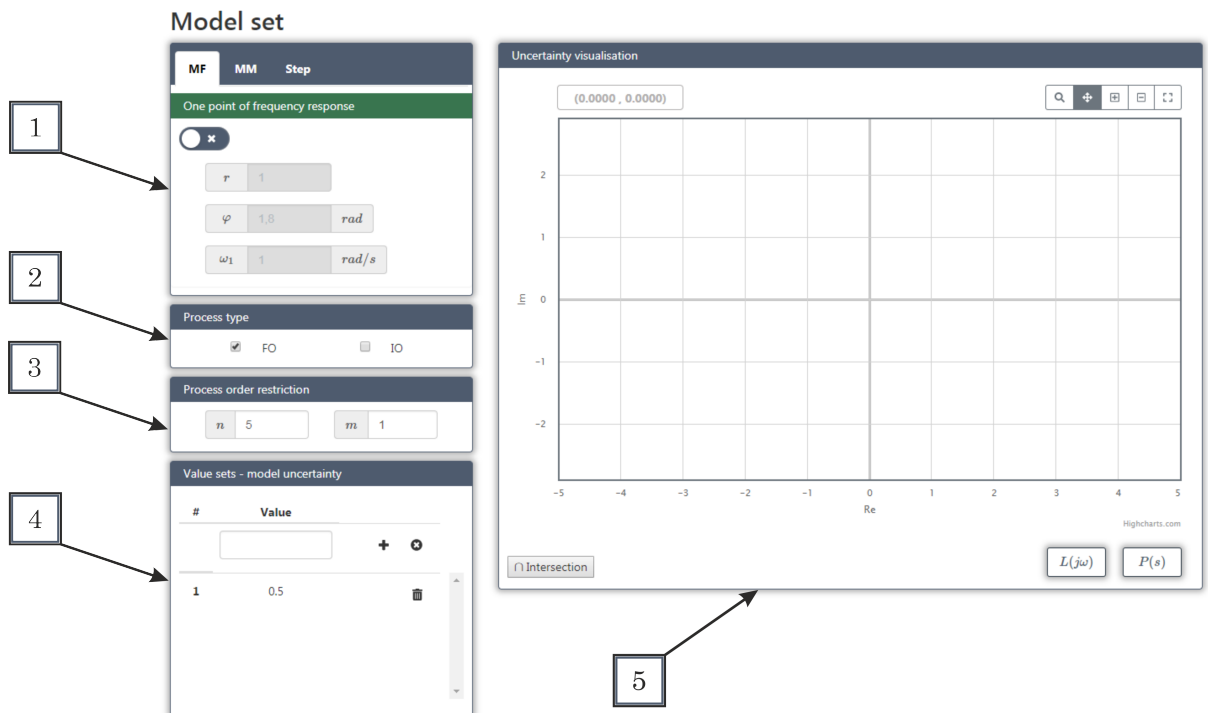 Model set
MF MM Step
One point of frequency response
r 1
φ 1,8 rad
ω₁ 1 rad/s
Process type
FO IO
Process order restriction
n 5 m 1
Value sets - model uncertainty
# Value
1 0.5
1
2
3
4
Uncertainty visualisation
(0.0000 , 0.0000)
2
1
0
−1
−2
Im
−5 −4 −3 −2 −1 0 1 2 3 4 5
Re
Highcharts.com
∩ Intersection
L(jω) P(s)
5